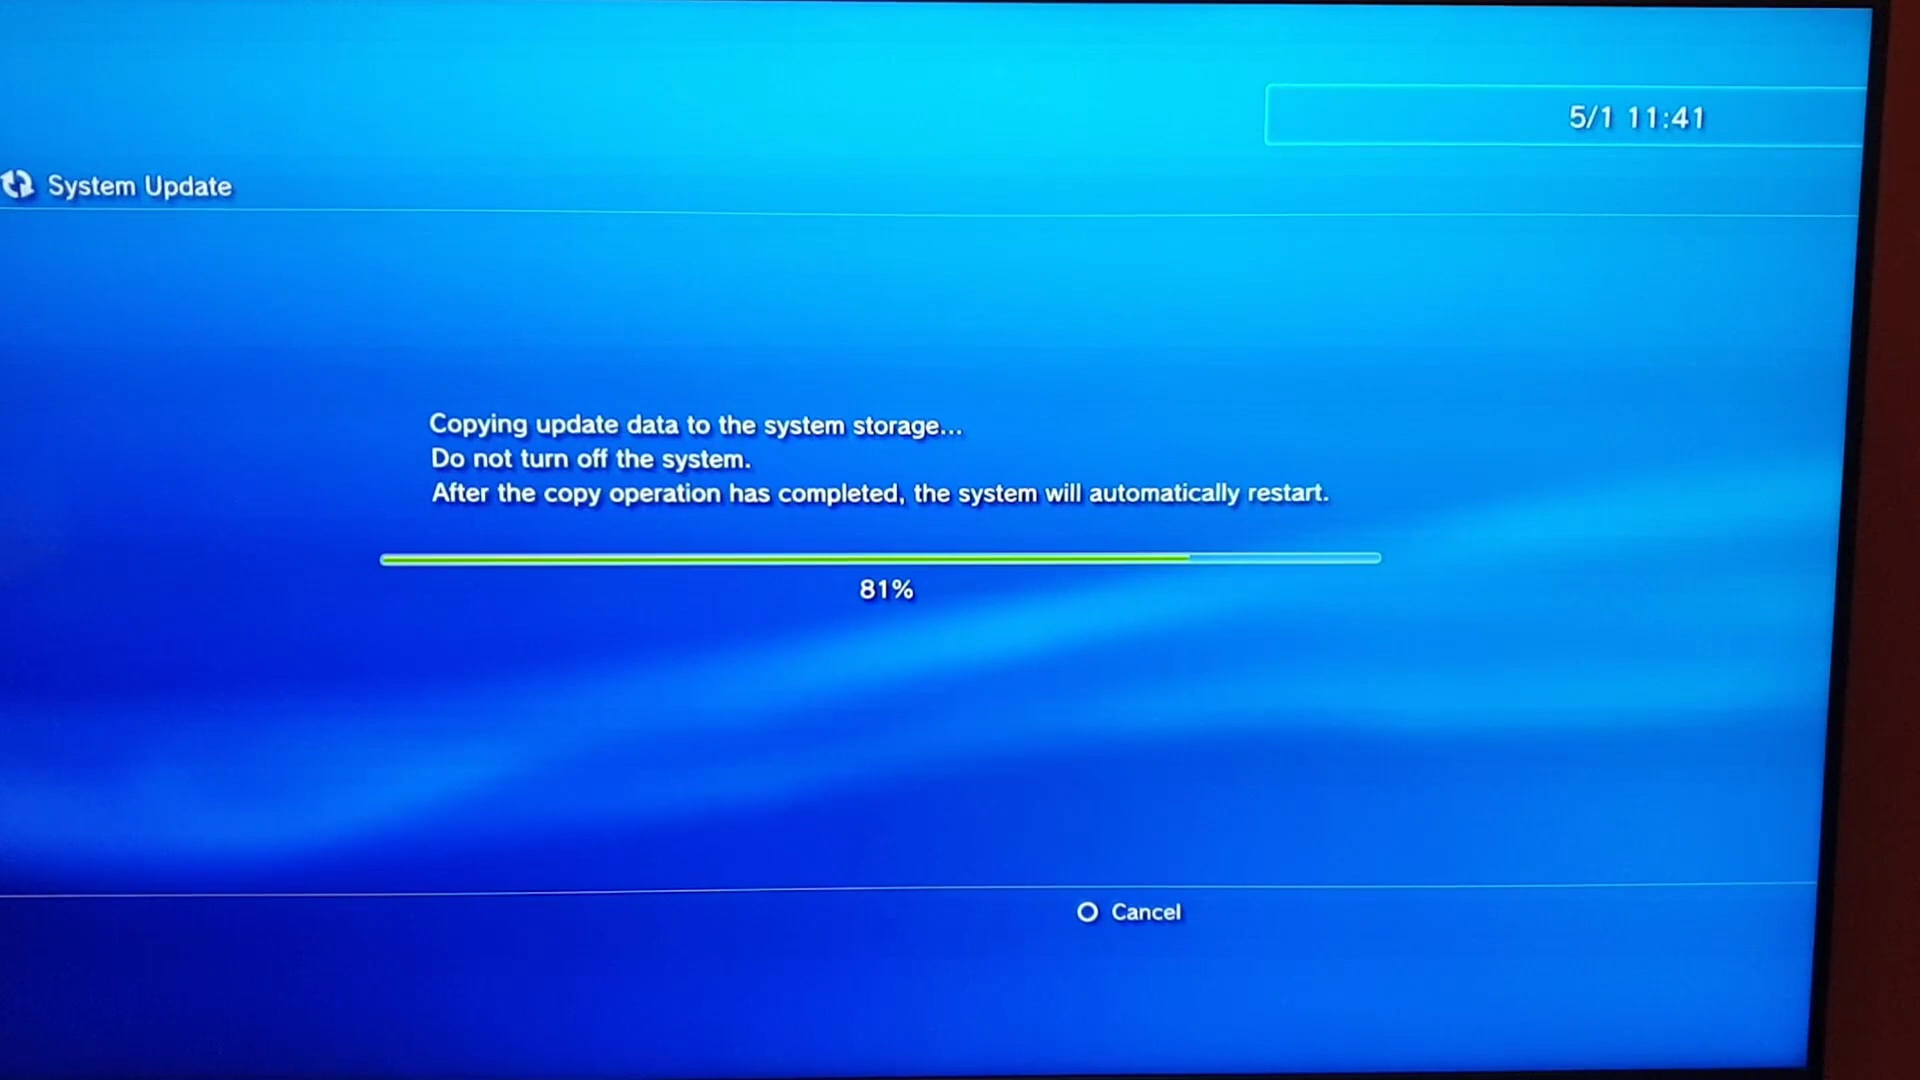 5/1 11:41
System Update
Copying update data to the system storage...
Do not turn off the system.
After the copy operation has completed, the system will automatically restart.
81%
Cancel